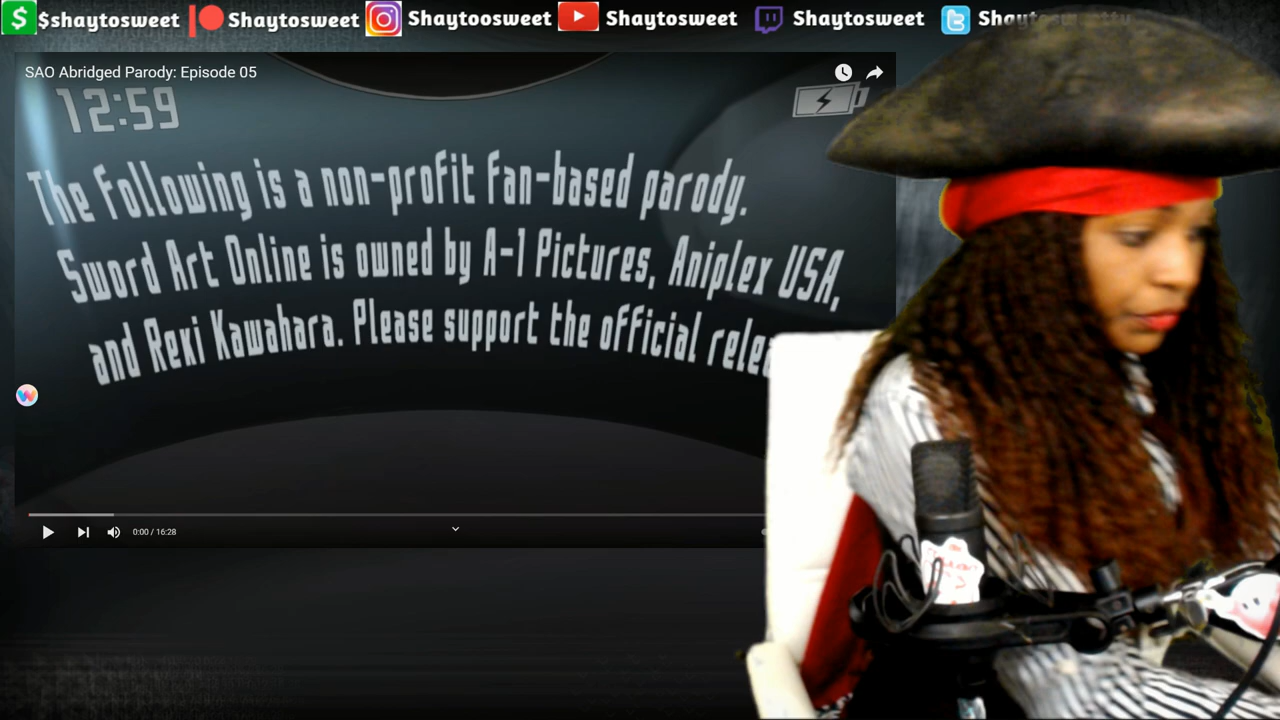 $shaytosweet Shaytosweet Shaytoosweet Shaytosweet Shaytosweet
SAO Abridged Parody: Episode 05
12:59
The Following is a non-profit fan-based parody.
Sword Art Online is owned by A-1 Pictures, Aniplex USA,
and Reki Kawahara. Please support the official
0:00 / 16:28